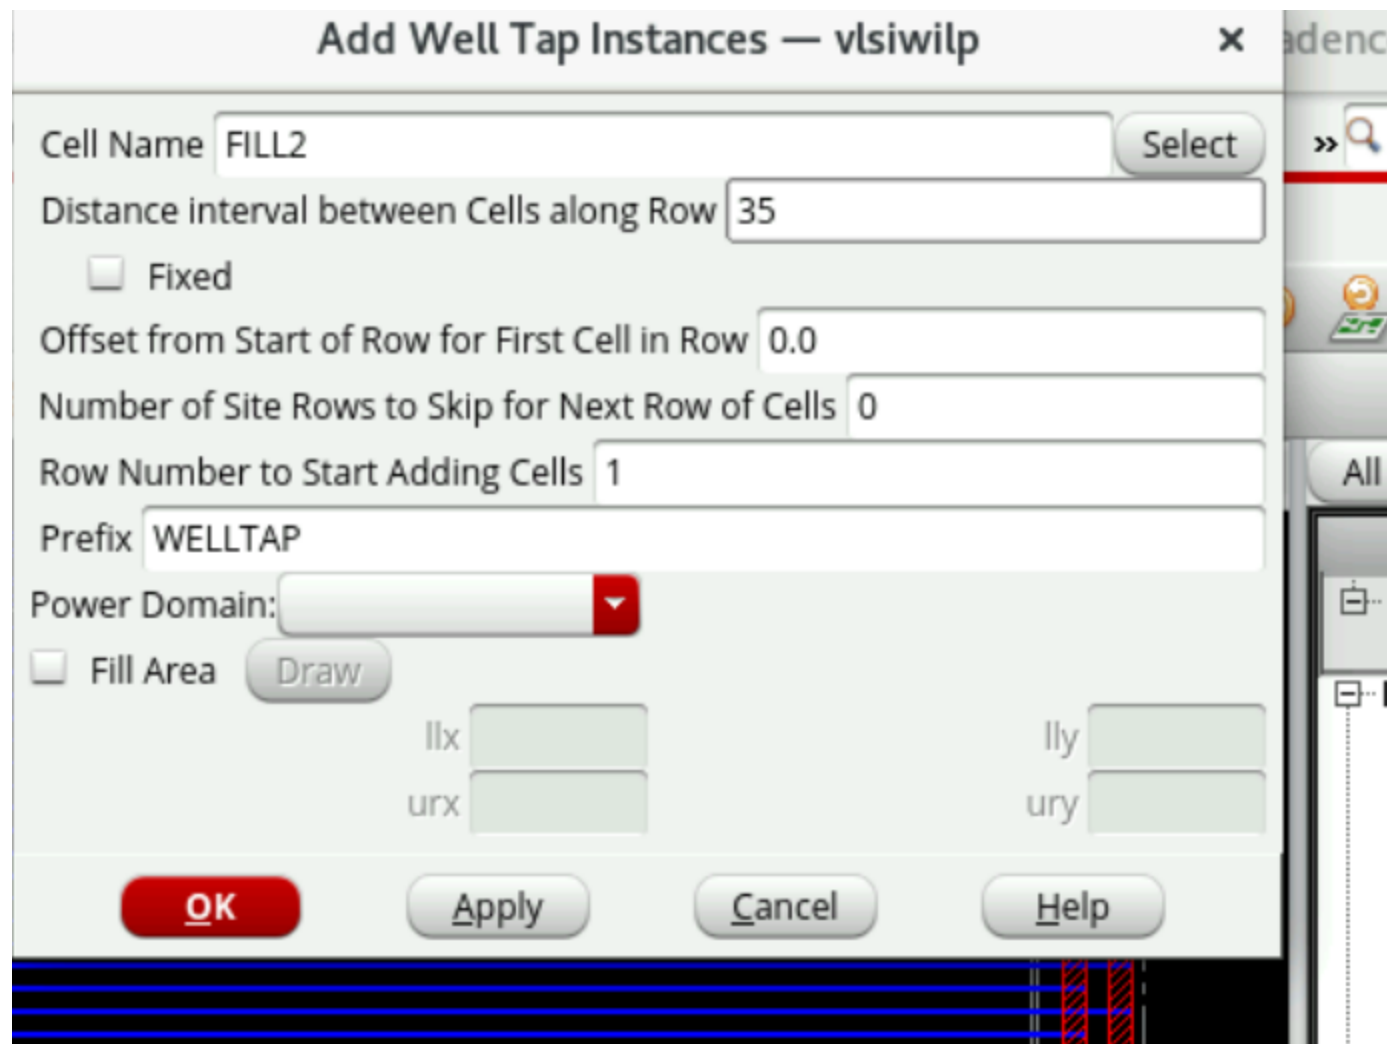 Add Well Tap Instances — vlsiwilp
Cell Name FILL2 Select
Distance interval between Cells along Row 35
Fixed
Offset from Start of Row for First Cell in Row 0.0
Number of Site Rows to Skip for Next Row of Cells 0
Row Number to Start Adding Cells 1
Prefix WELLTAP
Power Domain:
Fill Area Draw
llx lly
urx ury
OK Apply Cancel Help
adenc
»
All